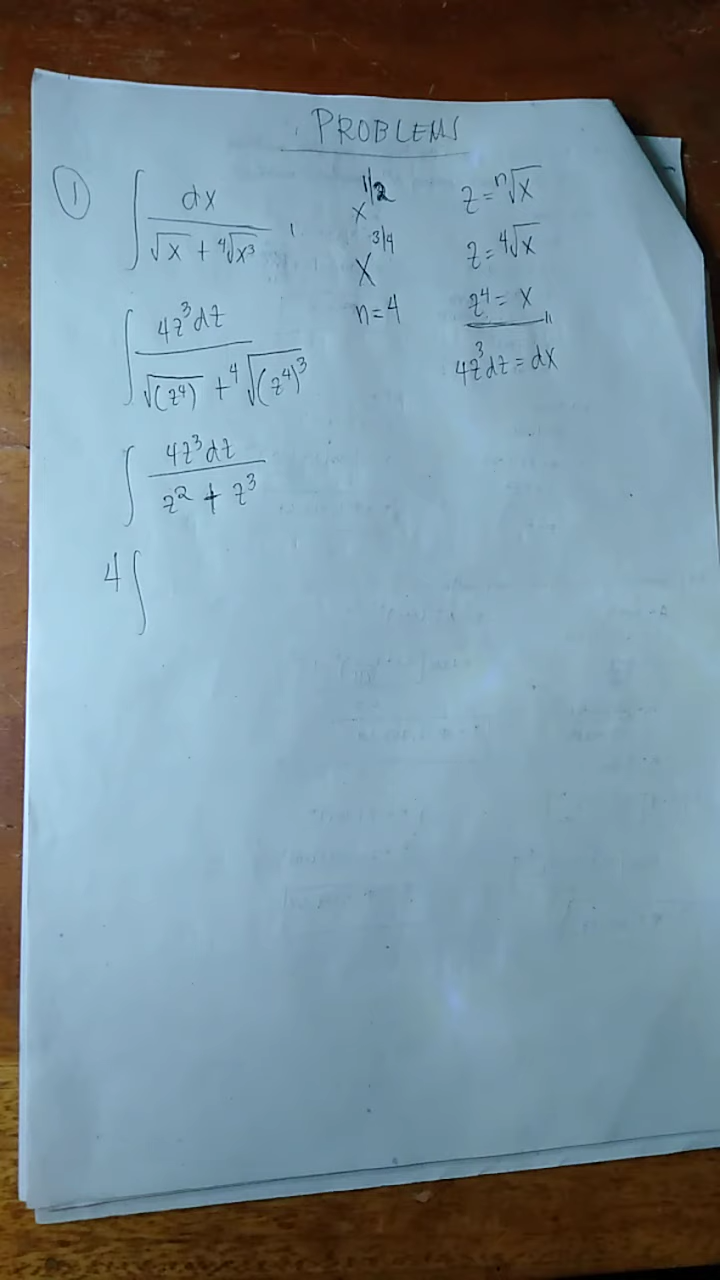 PROBLEMS
① ∫ dx / (√x + ⁴√x³) , x^1/2 z = ⁿ√x
x^3/4 z = ⁴√x
n = 4 z⁴ = x
∫ 4z³dz / (√(z⁴) + ⁴√(z⁴)³) 4z³dz = dx
∫ 4z³dz / (z² + z³)
4 ∫